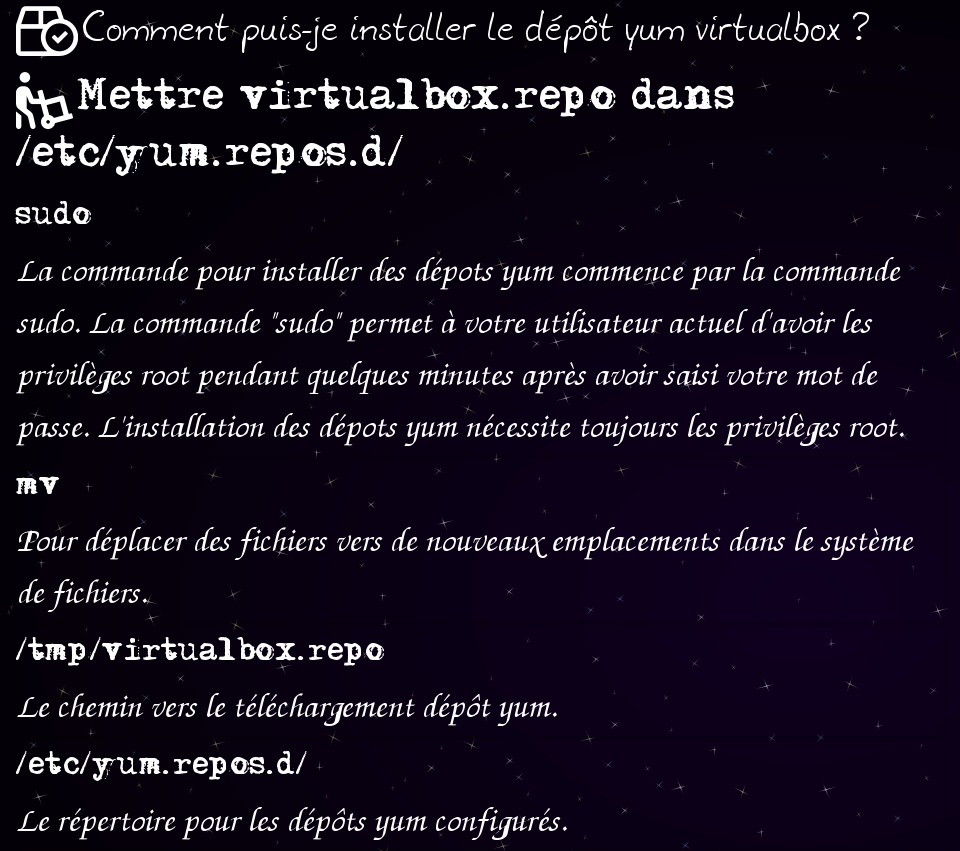 Comment puis-je installer le dépôt yum virtualbox ?
Mettre virtualbox.repo dans
/etc/yum.repos.d/
sudo
La commande pour installer des dépots yum commence par la commande
sudo. La commande "sudo" permet à votre utilisateur actuel d'avoir les
privilèges root pendant quelques minutes après avoir saisi votre mot de
passe. L'installation des dépots yum nécessite toujours les privilèges root.
mv
Pour déplacer des fichiers vers de nouveaux emplacements dans le système
de fichiers.
/tmp/virtualbox.repo
Le chemin vers le téléchargement dépôt yum.
/etc/yum.repos.d/
Le répertoire pour les dépôts yum configurés.